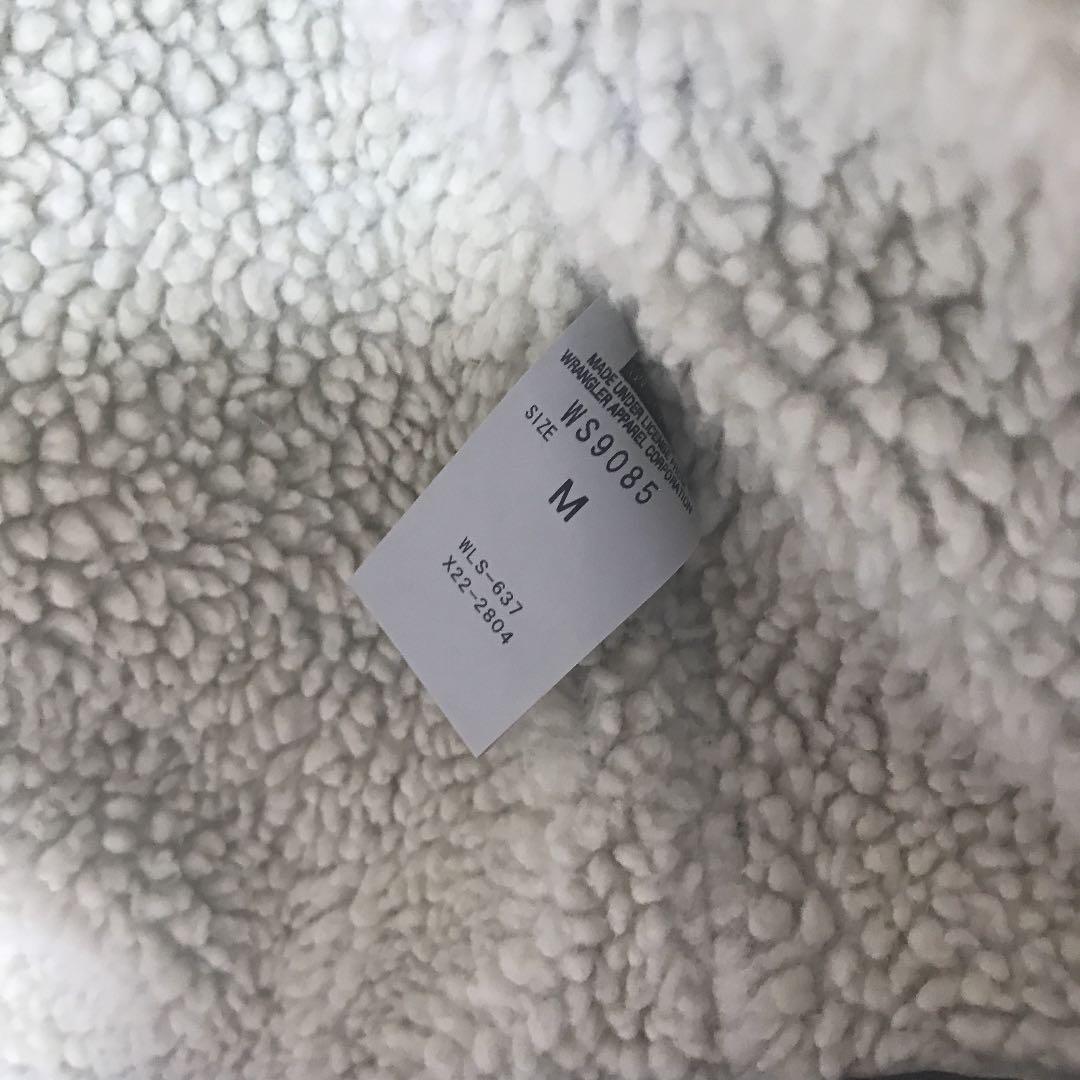 MADE UNDER LICENSE
WRANGLER APPAREL CORPORATION
WS9085
SIZE
M
WLS-637
X22-2804